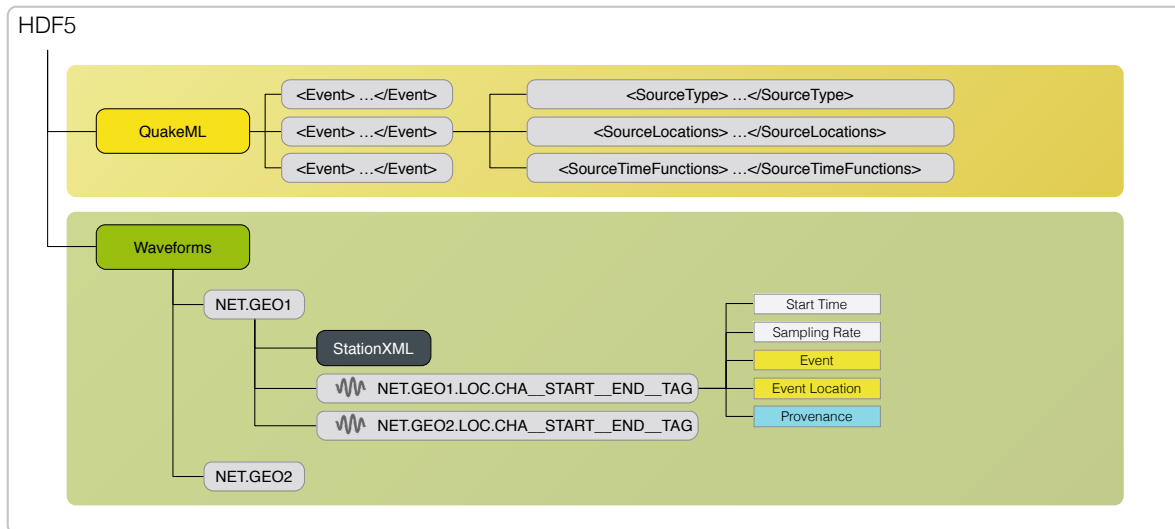 HDF5
QuakeML
<Event> ...</Event>
<Event> ...</Event>
<Event> ...</Event>
<SourceType> ...</SourceType>
<SourceLocations> ...</SourceLocations>
<SourceTimeFunctions> ...</SourceTimeFunctions>
Waveforms
NET.GEO1
StationXML
NET.GEO1.LOC.CHA__START__END__TAG
NET.GEO2.LOC.CHA__START__END__TAG
Start Time
Sampling Rate
Event
Event Location
Provenance
NET.GEO2